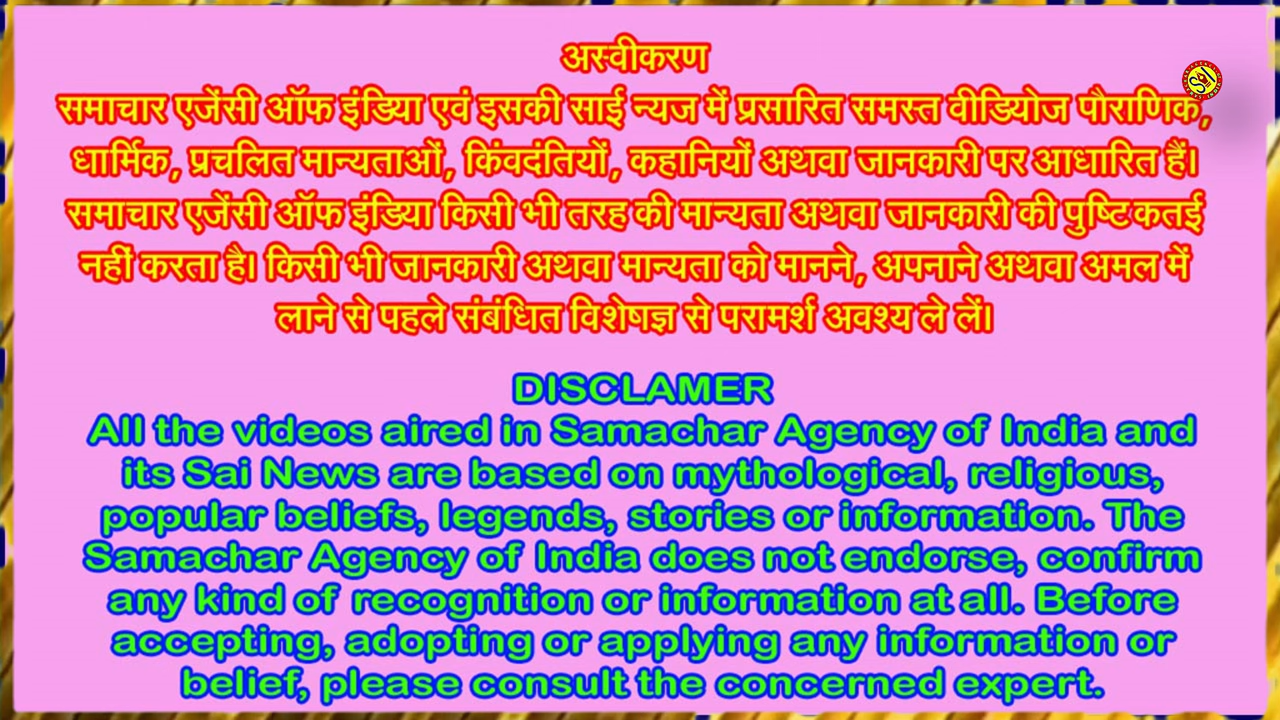 अस्वीकरण
समाचार एजेंसी ऑफ इंडिया एवं इसकी साई न्यज में प्रसारित समस्त वीडियोज पौराणिक,
धार्मिक, प्रचलित मान्यताओं, किंवदंतियों, कहानियों अथवा जानकारी पर आधारित हैं।
समाचार एजेंसी ऑफ इंडिया किसी भी तरह की मान्यता अथवा जानकारी की पुष्टि कतई
नहीं करता है। किसी भी जानकारी अथवा मान्यता को मानने, अपनाने अथवा अमल में
लाने से पहले संबंधित विशेषज्ञ से परामर्श अवश्य ले लें।
DISCLAMER
All the videos aired in Samachar Agency of India and
its Sai News are based on mythological, religious,
popular beliefs, legends, stories or information. The
Samachar Agency of India does not endorse, confirm
any kind of recognition or information at all. Before
accepting, adopting or applying any information or
belief, please consult the concerned expert.